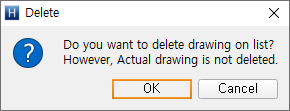 H Delete
Do you want to delete drawing on list?
However, Actual drawing is not deleted.
OK Cancel